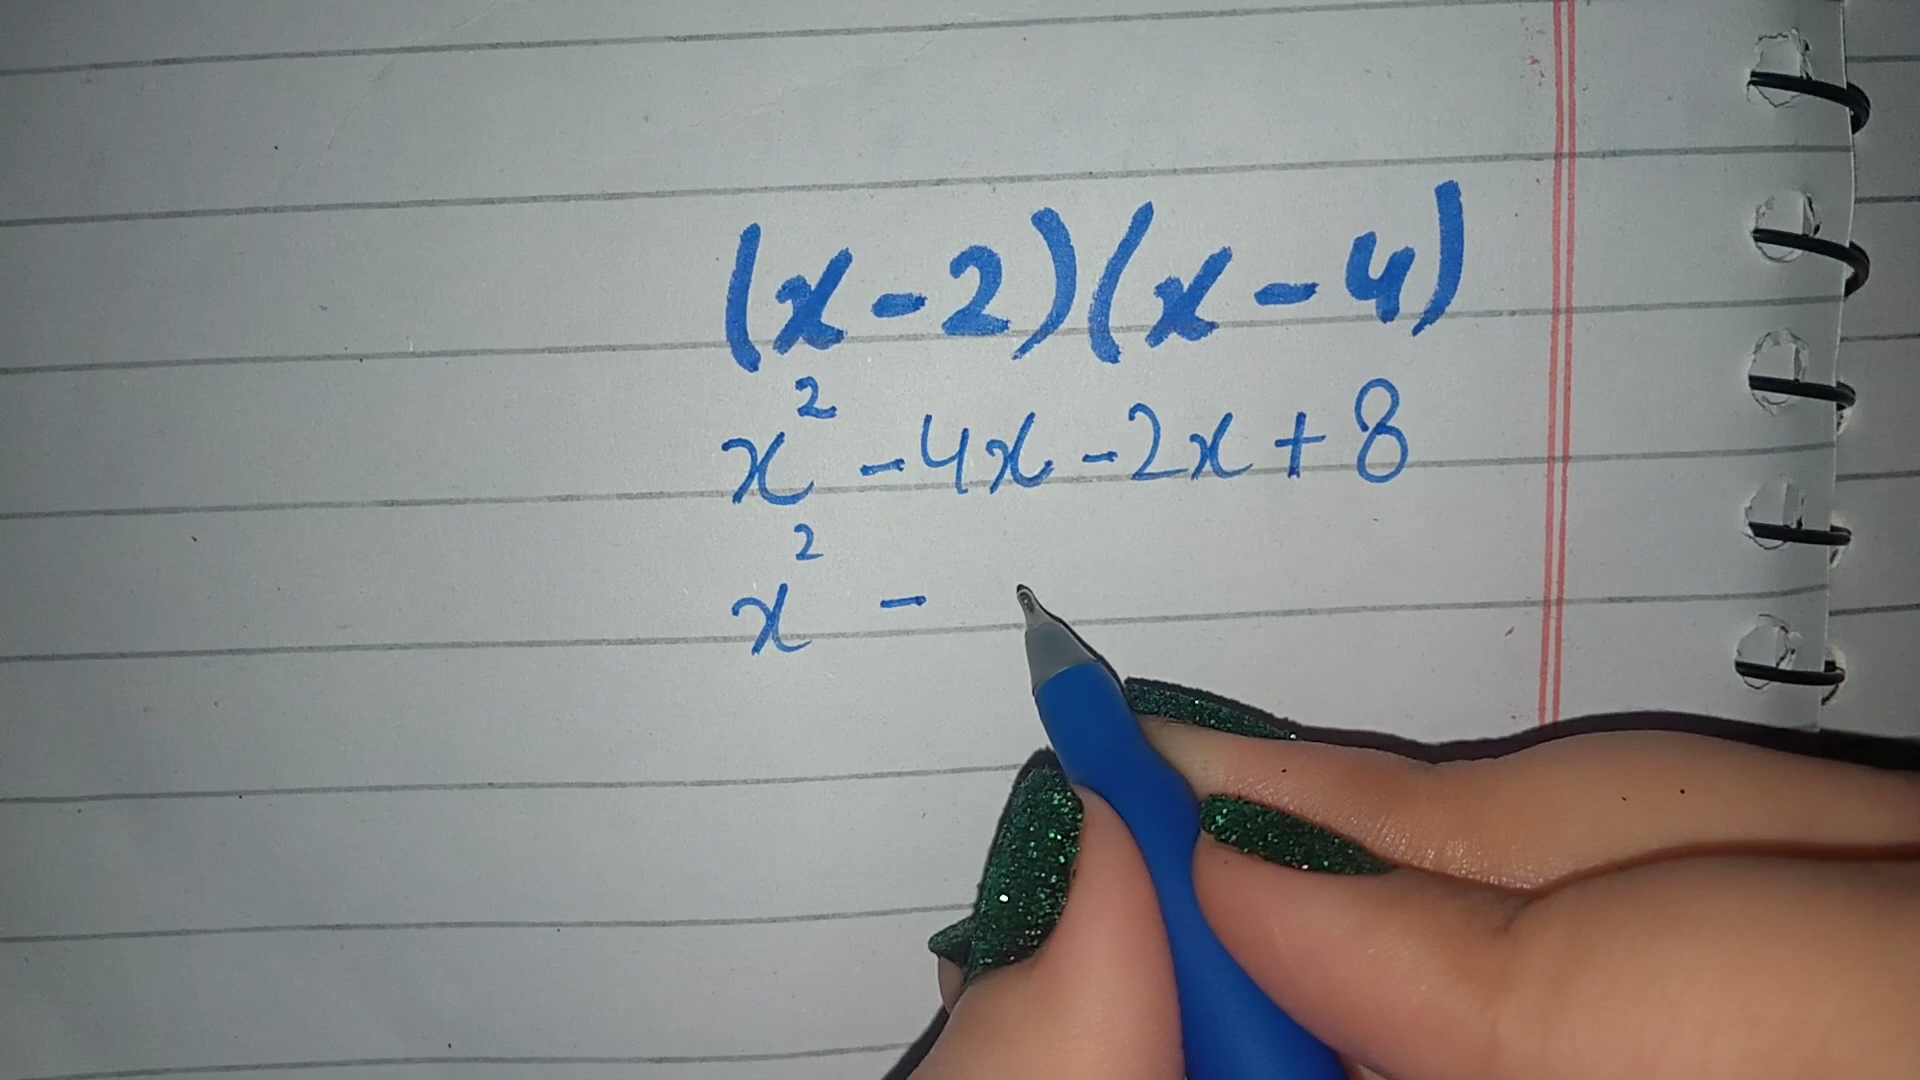 (x-2)(x-4)
x² -4x -2x + 8
x² -